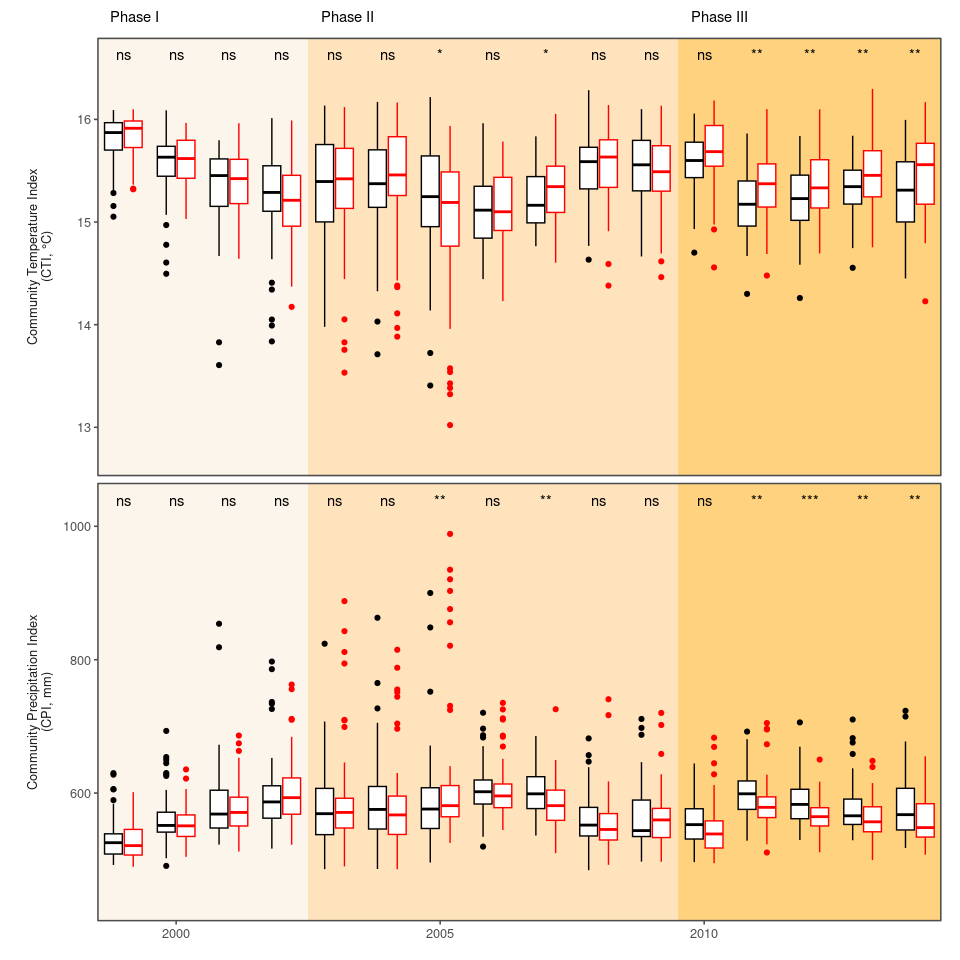 Phase I Phase II Phase III
ns ns ns ns ns ns * ns * ns ns ns ** ** ** **
Community Temperature Index
(CTI, °C)
16
15
14
13
ns ns ns ns ns ns ** ns ** ns ns ns ** *** ** **
Community Precipitation Index
(CPI, mm)
1000
800
600
2000 2005 2010